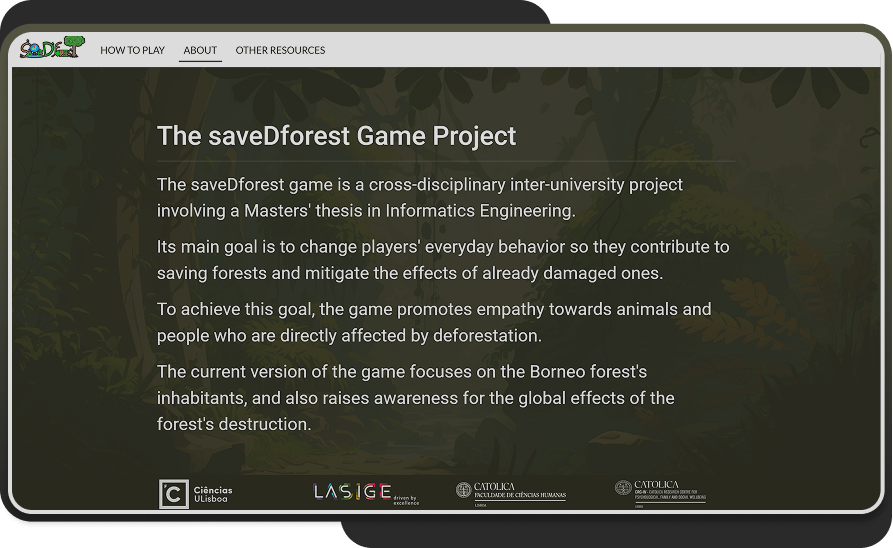 SaveDforest
HOW TO PLAY ABOUT OTHER RESOURCES
The saveDforest Game Project
The saveDforest game is a cross-disciplinary inter-university project
involving a Masters' thesis in Informatics Engineering.
Its main goal is to change players' everyday behavior so they contribute to
saving forests and mitigate the effects of already damaged ones.
To achieve this goal, the game promotes empathy towards animals and
people who are directly affected by deforestation.
The current version of the game focuses on the Borneo forest's
inhabitants, and also raises awareness for the global effects of the
forest's destruction.
Ciências
ULisboa
LASIGE
driven by
excellence
CATOLICA
FACULDADE DE CIÊNCIAS HUMANAS
LISBOA
CATOLICA
CRC-W · CATOLICA RESEARCH CENTRE FOR
PSYCHOLOGICAL, FAMILY AND SOCIAL WELLBEING
LISBOA